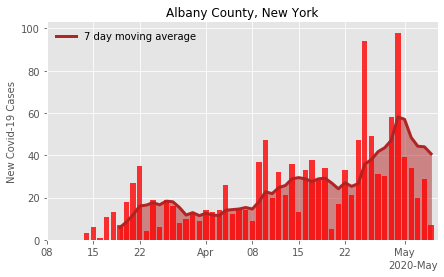 Albany County, New York
7 day moving average
New Covid-19 Cases
100
80
60
40
20
0
08 15 22 Apr 08 15 22 May
2020-May